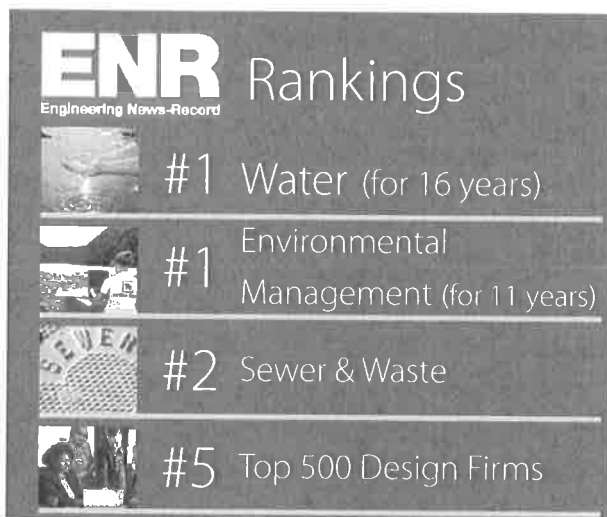 ENR Rankings
Engineering News-Record
#1 Water (for 16 years)
#1 Environmental
Management (for 11 years)
SEWER
#2 Sewer & Waste
#5 Top 500 Design Firms